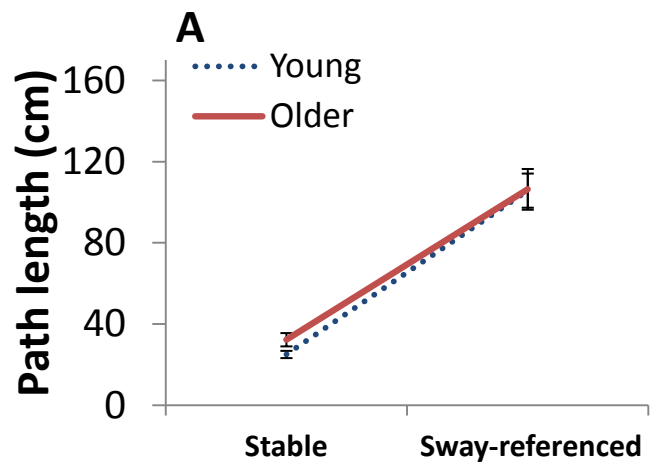 A
Young
Older
Path length (cm)
160
120
80
40
0
Stable
Sway-referenced